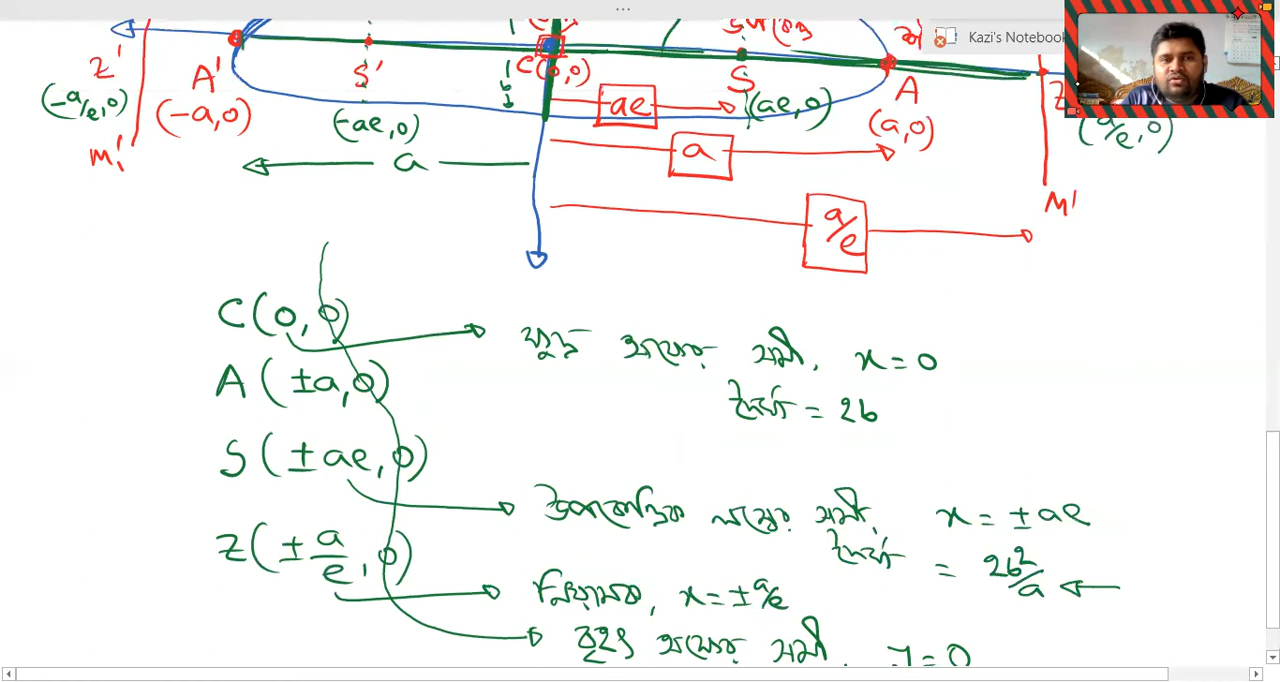 Kazi's Notebook
Z' A' S' C(0,0) S A
(-a/e, 0) (-a, 0) (-ae, 0) b ae (ae, 0) (a, 0) (a/e, 0)
M' a a M'
a/e
C(0, 0) ক্ষুদ্র অক্ষের সমী, x = 0
A(±a, 0) দৈর্ঘ্য = 2b
S(±ae, 0) উপকেন্দ্রিক লম্বের সমী, x = ±ae
দৈর্ঘ্য = 2b²/a
Z(±a/e, 0) নিয়ামক, x = ±a/e
বৃহৎ অক্ষের সমী, y = 0